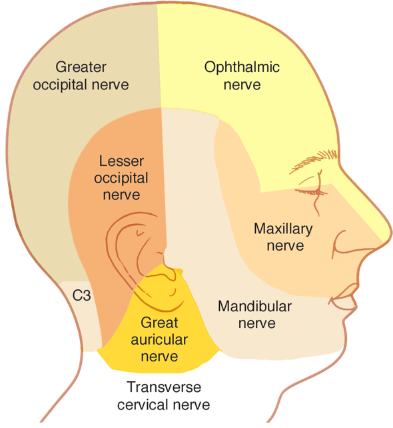 Greater
occipital nerve
Ophthalmic
nerve
Lesser
occipital
nerve
Maxillary
nerve
C3
Mandibular
nerve
Great
auricular
nerve
Transverse
cervical nerve